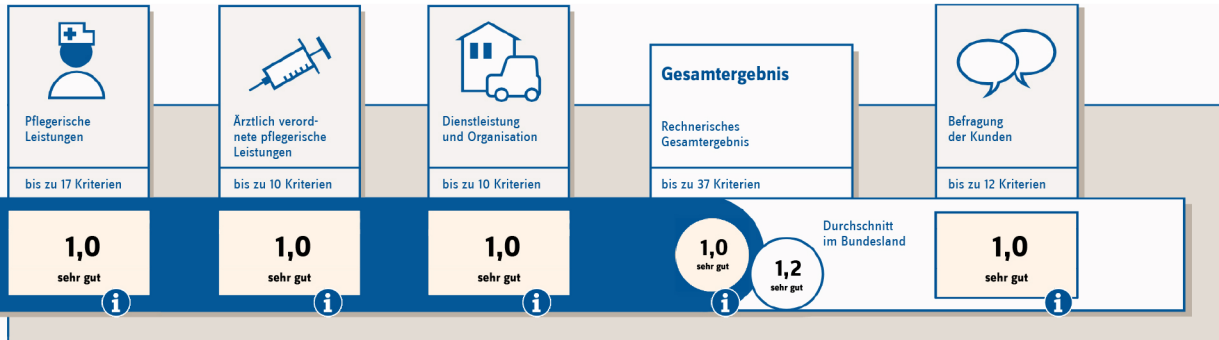 Pflegerische
Leistungen
bis zu 17 Kriterien
1,0
sehr gut
i
Ärztlich verord-
nete pflegerische
Leistungen
bis zu 10 Kriterien
1,0
sehr gut
i
Dienstleistung
und Organisation
bis zu 10 Kriterien
1,0
sehr gut
i
Gesamtergebnis
Rechnerisches
Gesamtergebnis
bis zu 37 Kriterien
1,0
sehr gut
i
1,2
sehr gut
Durchschnitt
im Bundesland
Befragung
der Kunden
bis zu 12 Kriterien
1,0
sehr gut
i